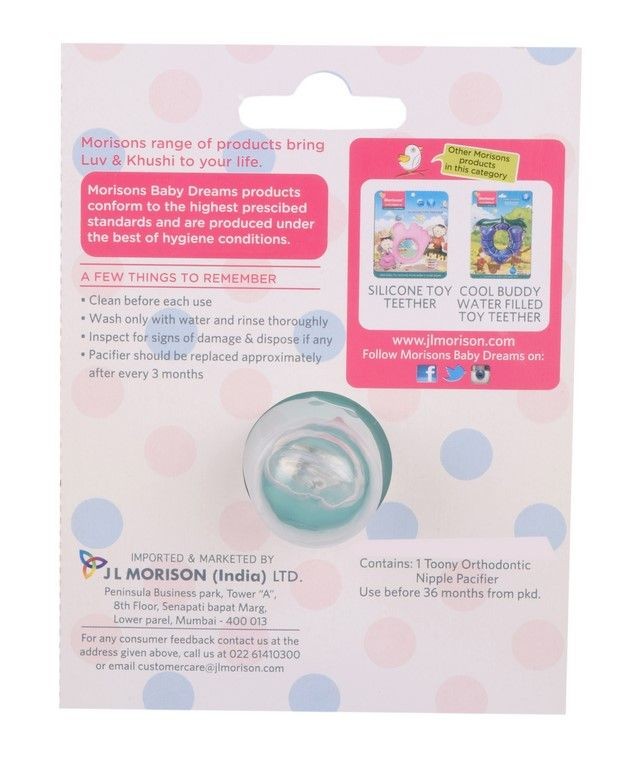 Morisons range of products bring
Luv & Khushi to your life.
Morisons Baby Dreams products
conform to the highest prescibed
standards and are produced under
the best of hygiene conditions.
A FEW THINGS TO REMEMBER
• Clean before each use
• Wash only with water and rinse thoroughly
• Inspect for signs of damage & dispose if any
• Pacifier should be replaced approximately
after every 3 months
Other Morisons
products
in this category
SILICONE TOY
TEETHER
COOL BUDDY
WATER FILLED
TOY TEETHER
www.jlmorison.com
Follow Morisons Baby Dreams on:
IMPORTED & MARKETED BY
J L MORISON (India) LTD.
Peninsula Business park, Tower "A",
8th Floor, Senapati bapat Marg,
Lower parel, Mumbai - 400 013
For any consumer feedback contact us at the
address given above, call us at 022 61410300
or email customercare@jlmorison.com
Contains: 1 Toony Orthodontic
Nipple Pacifier
Use before 36 months from pkd.